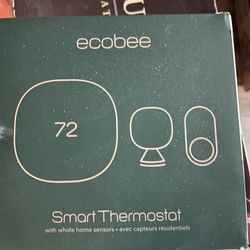 ecobee
72
Smart Thermostat
with whole home sensors • avec capteurs résidentiels